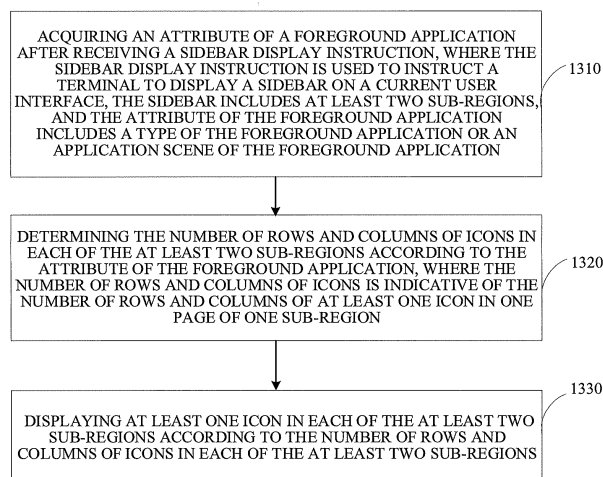 ACQUIRING AN ATTRIBUTE OF A FOREGROUND APPLICATION
AFTER RECEIVING A SIDEBAR DISPLAY INSTRUCTION, WHERE THE
SIDEBAR DISPLAY INSTRUCTION IS USED TO INSTRUCT A
TERMINAL TO DISPLAY A SIDEBAR ON A CURRENT USER
INTERFACE, THE SIDEBAR INCLUDES AT LEAST TWO SUB-REGIONS,
AND THE ATTRIBUTE OF THE FOREGROUND APPLICATION
INCLUDES A TYPE OF THE FOREGROUND APPLICATION OR AN
APPLICATION SCENE OF THE FOREGROUND APPLICATION
1310
DETERMINING THE NUMBER OF ROWS AND COLUMNS OF ICONS IN
EACH OF THE AT LEAST TWO SUB-REGIONS ACCORDING TO THE
ATTRIBUTE OF THE FOREGROUND APPLICATION, WHERE THE
NUMBER OF ROWS AND COLUMNS OF ICONS IS INDICATIVE OF THE
NUMBER OF ROWS AND COLUMNS OF AT LEAST ONE ICON IN ONE
PAGE OF ONE SUB-REGION
1320
DISPLAYING AT LEAST ONE ICON IN EACH OF THE AT LEAST TWO
SUB-REGIONS ACCORDING TO THE NUMBER OF ROWS AND
COLUMNS OF ICONS IN EACH OF THE AT LEAST TWO SUB-REGIONS
1330